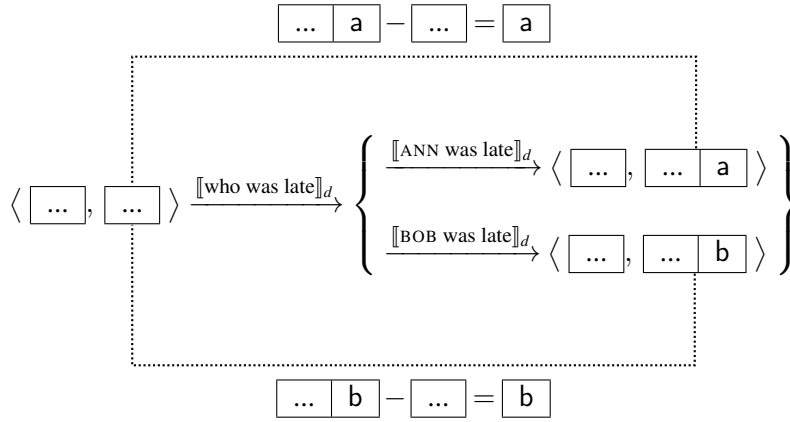 ... a − ... = a
⟦ANN was late⟧d
⟨ ... , ... a ⟩
⟨ ... , ... ⟩ ⟦who was late⟧d
⟦BOB was late⟧d
⟨ ... , ... b ⟩
... b − ... = b